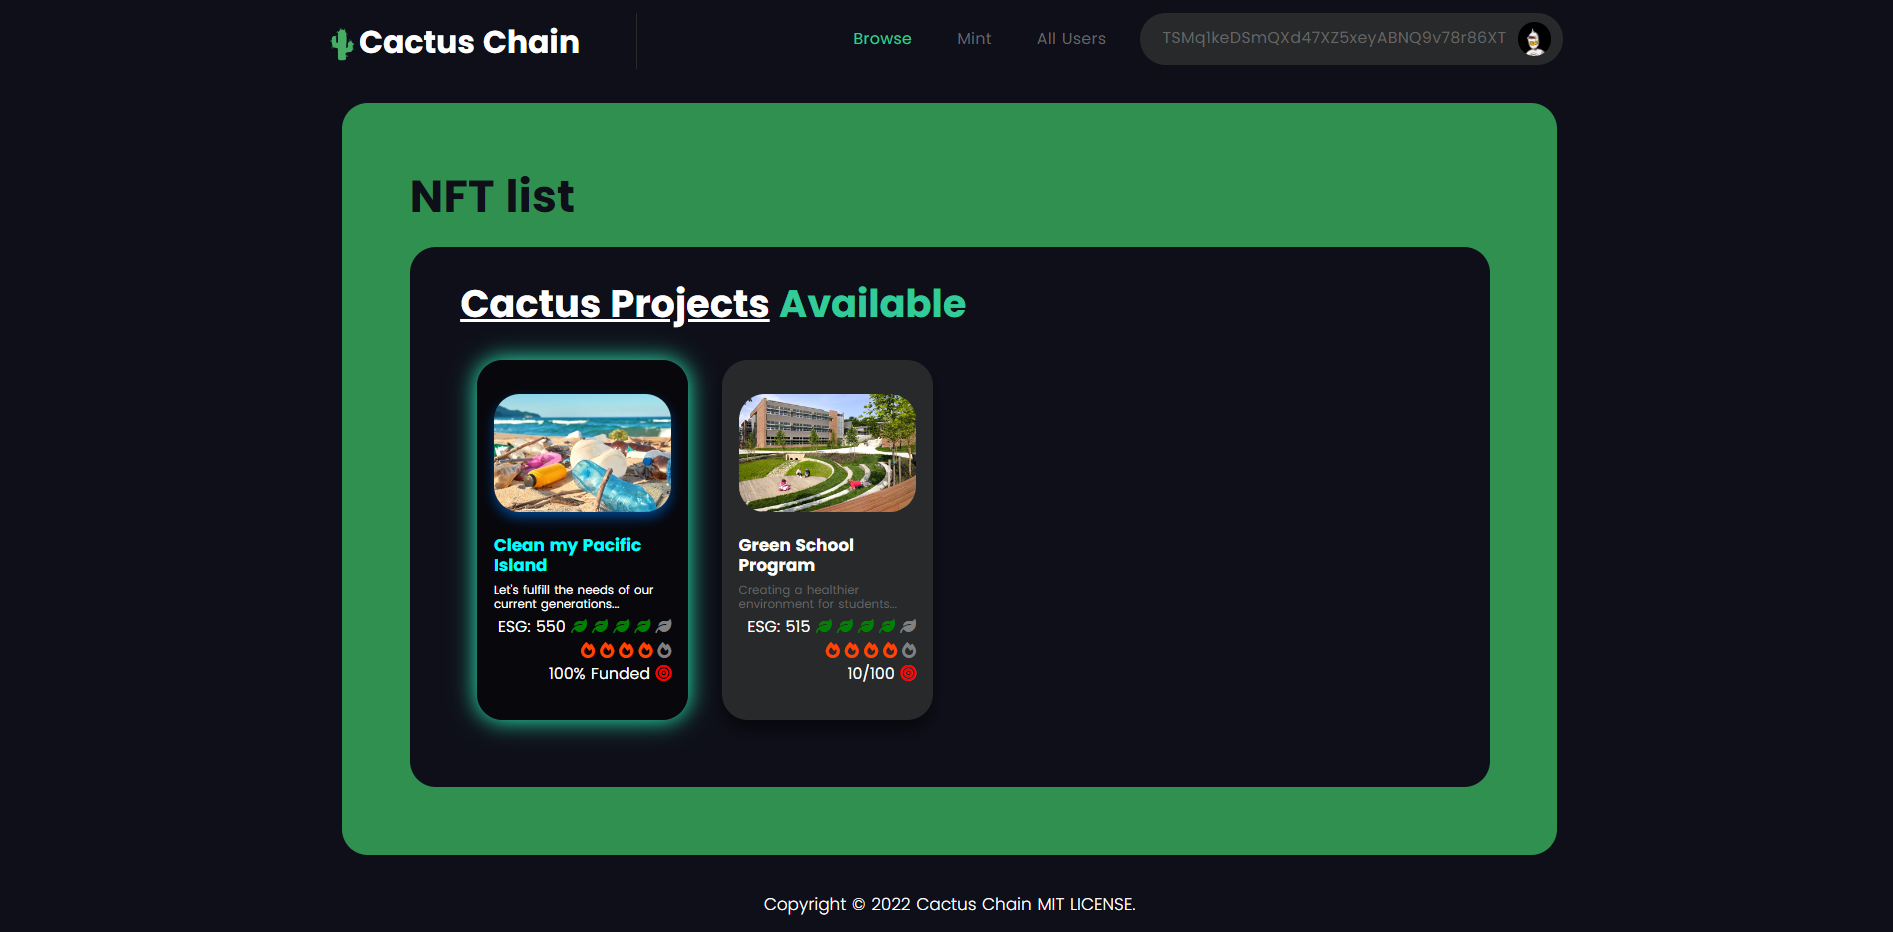 Cactus Chain
Browse
Mint
All Users
TSMq1keDSmQXd47XZ5xeyABNQ9v78r86XT
NFT list
Cactus Projects Available
Clean my Pacific
Island
Let's fulfill the needs of our
current generations...
ESG: 550
100% Funded
Green School
Program
Creating a healthier
environment for students...
ESG: 515
10/100
Copyright © 2022 Cactus Chain MIT LICENSE.